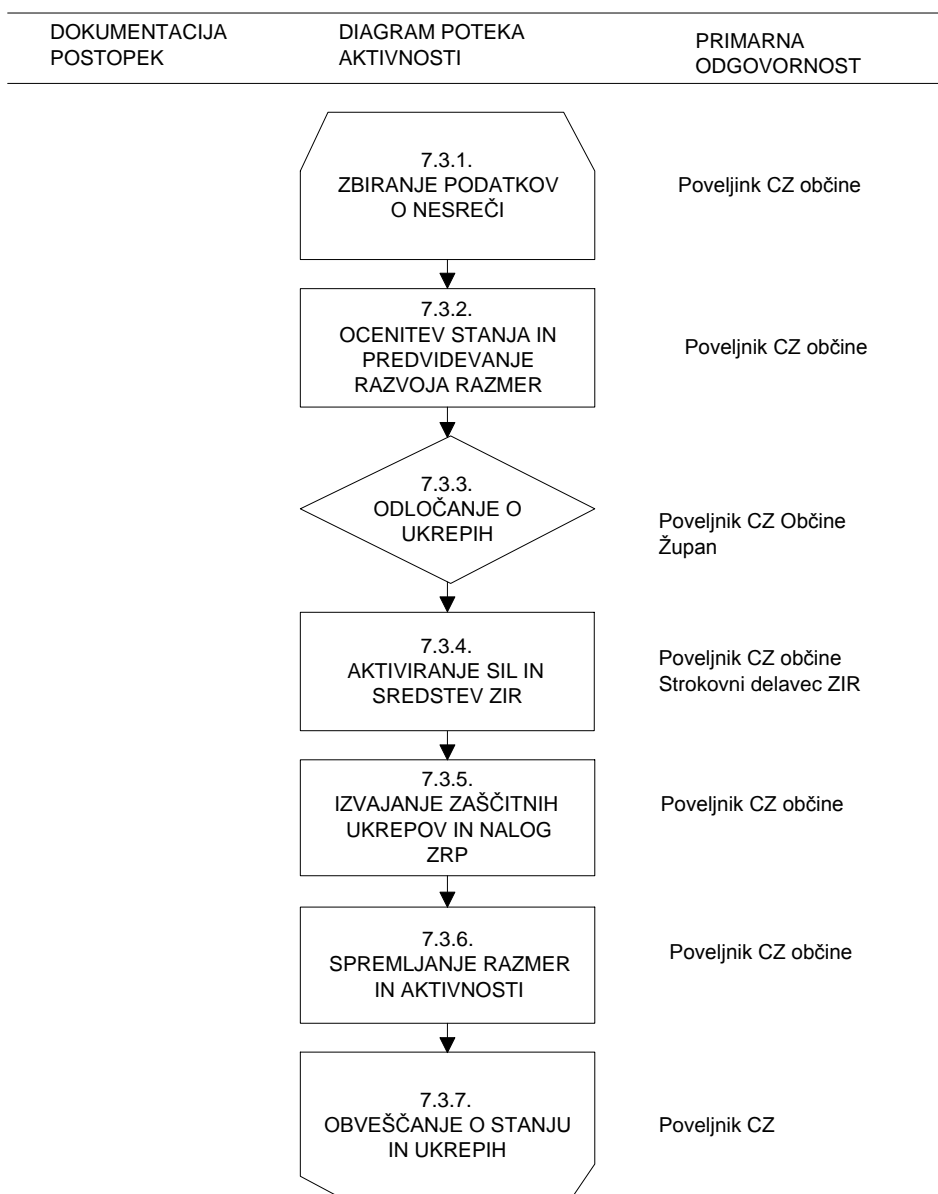 DOKUMENTACIJA
POSTOPEK
DIAGRAM POTEKA
AKTIVNOSTI
PRIMARNA
ODGOVORNOST
7.3.1.
ZBIRANJE PODATKOV
O NESREČI
Poveljink CZ občine
7.3.2.
OCENITEV STANJA IN
PREDVIDEVANJE
RAZVOJA RAZMER
Poveljnik CZ občine
7.3.3.
ODLOČANJE O
UKREPIH
Poveljnik CZ Občine
Župan
7.3.4.
AKTIVIRANJE SIL IN
SREDSTEV ZIR
Poveljnik CZ občine
Strokovni delavec ZIR
7.3.5.
IZVAJANJE ZAŠČITNIH
UKREPOV IN NALOG
ZRP
Poveljnik CZ občine
7.3.6.
SPREMLJANJE RAZMER
IN AKTIVNOSTI
Poveljnik CZ občine
7.3.7.
OBVEŠČANJE O STANJU
IN UKREPIH
Poveljnik CZ